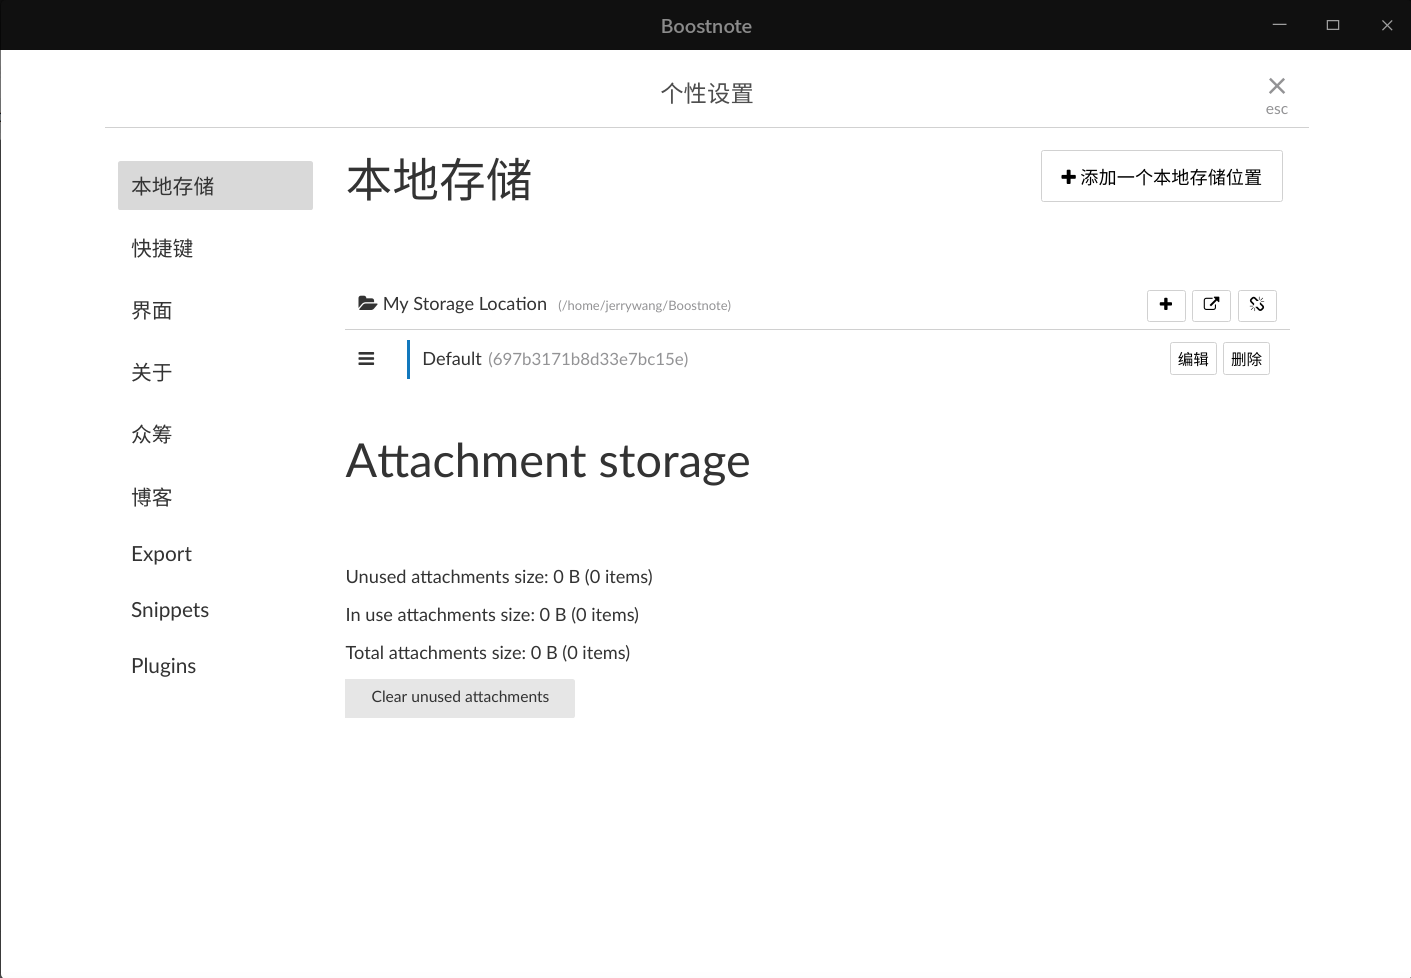 Boostnote
个性设置
esc
本地存储
快捷键
界面
关于
众筹
博客
Export
Snippets
Plugins
本地存储
添加一个本地存储位置
My Storage Location (/home/jerrywang/Boostnote)
Default (697b3171b8d33e7bc15e)
编辑 删除
Attachment storage
Unused attachments size: 0 B (0 items)
In use attachments size: 0 B (0 items)
Total attachments size: 0 B (0 items)
Clear unused attachments